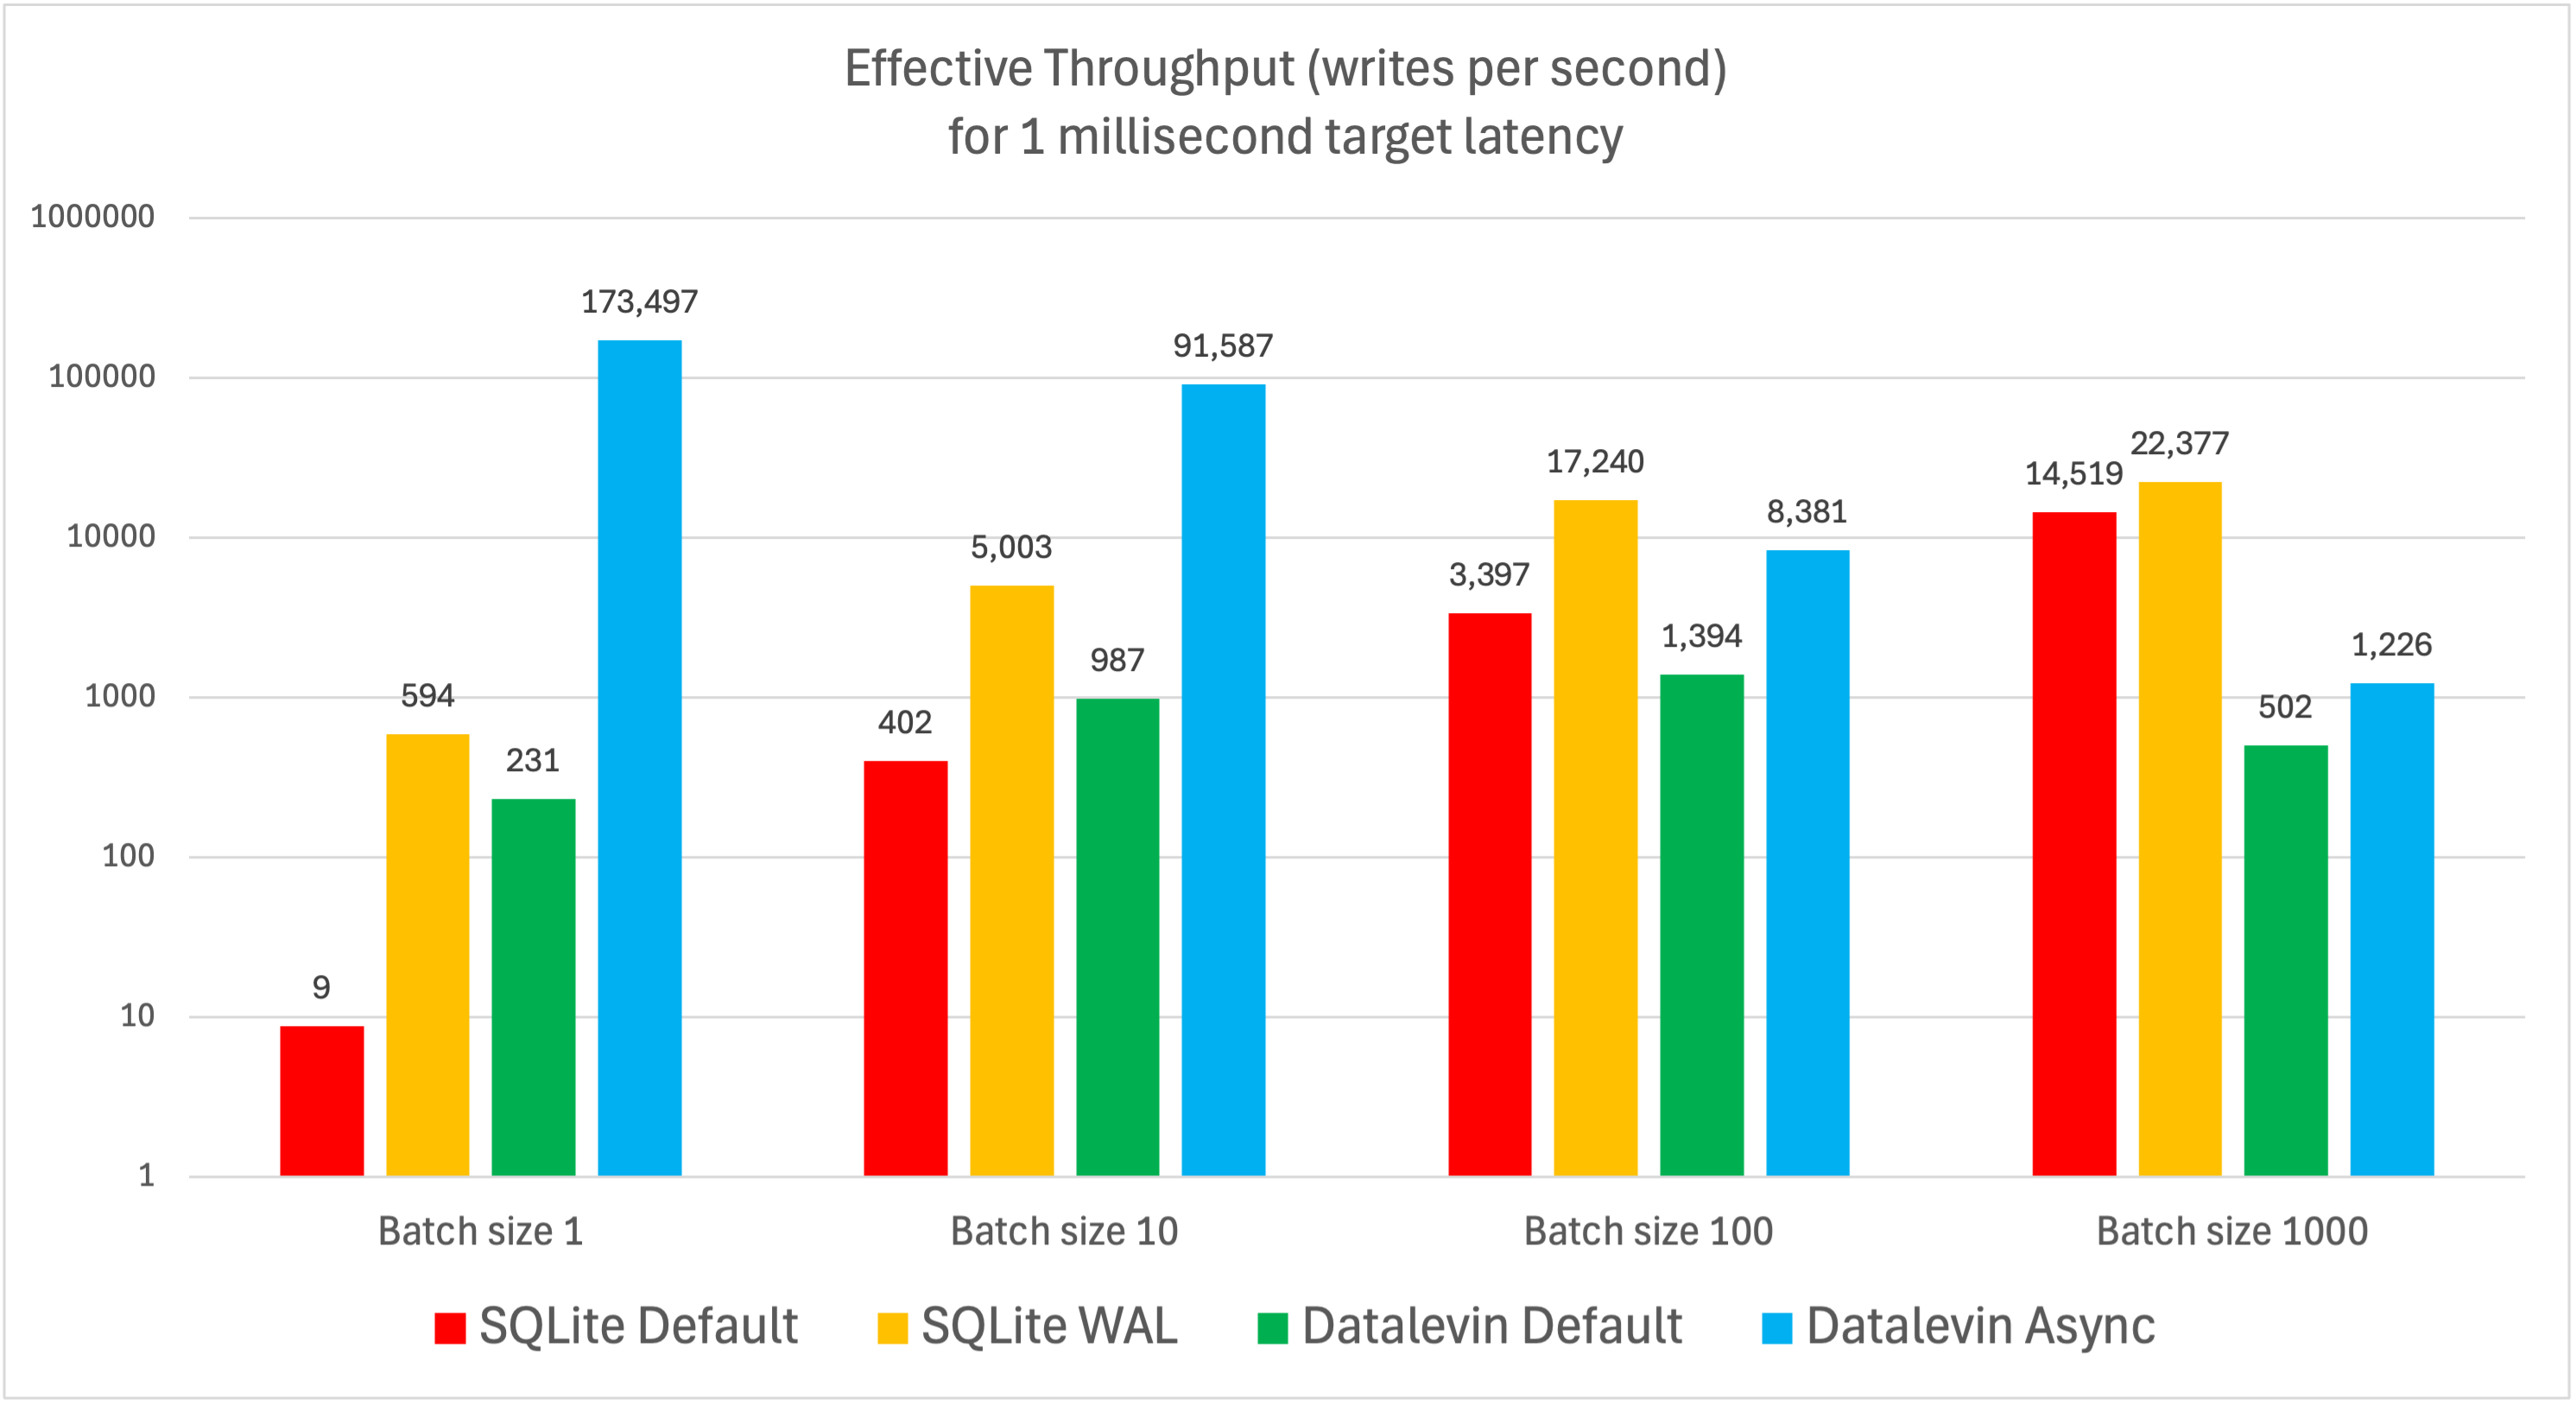 Effective Throughput (writes per second)
for 1 millisecond target latency
1000000
100000
10000
1000
100
10
1
9
594
231
173,497
402
5,003
987
91,587
3,397
17,240
1,394
8,381
14,519
22,377
502
1,226
Batch size 1
Batch size 10
Batch size 100
Batch size 1000
SQLite Default
SQLite WAL
Datalevin Default
Datalevin Async